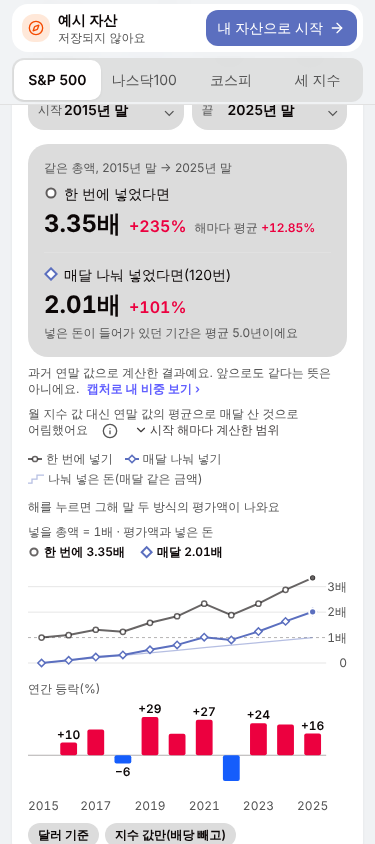 예시 자산
저장되지 않아요
내 자산으로 시작 →
S&P 500 나스닥100 코스피 세 지수
시작 2015년 말 끝 2025년 말
같은 총액, 2015년 말 → 2025년 말
한 번에 넣었다면
3.35배 +235% 해마다 평균 +12.85%
매달 나눠 넣었다면(120번)
2.01배 +101%
넣은 돈이 들어가 있던 기간은 평균 5.0년이에요
과거 연말 값으로 계산한 결과예요. 앞으로도 같다는 뜻은
아니에요. 캡처로 내 비중 보기 ›
월 지수 값 대신 연말 값의 평균으로 매달 산 것으로
어림했어요 시작 해마다 계산한 범위
한 번에 넣기 매달 나눠 넣기
나눠 넣은 돈(매달 같은 금액)
해를 누르면 그해 말 두 방식의 평가액이 나와요
넣을 총액 = 1배 · 평가액과 넣은 돈
한 번에 3.35배 매달 2.01배
3배
2배
1배
0
연간 등락(%)
+10 −6 +29 +27 +24 +16
2015 2017 2019 2021 2023 2025
달러 기준 지수 값만(배당 빼고)